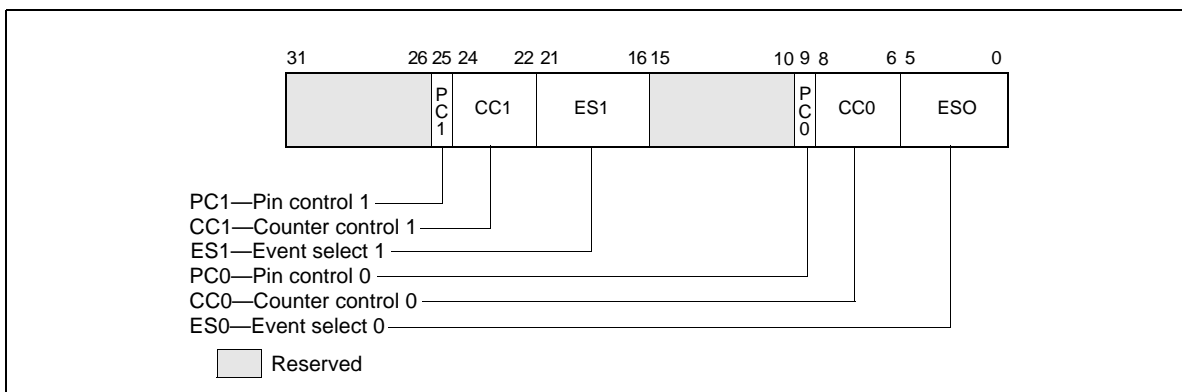 31 26 25 24 22 21 16 15 10 9 8 6 5 0
PC1 CC1 ES1 PC0 CC0 ESO
PC1—Pin control 1
CC1—Counter control 1
ES1—Event select 1
PC0—Pin control 0
CC0—Counter control 0
ES0—Event select 0
Reserved